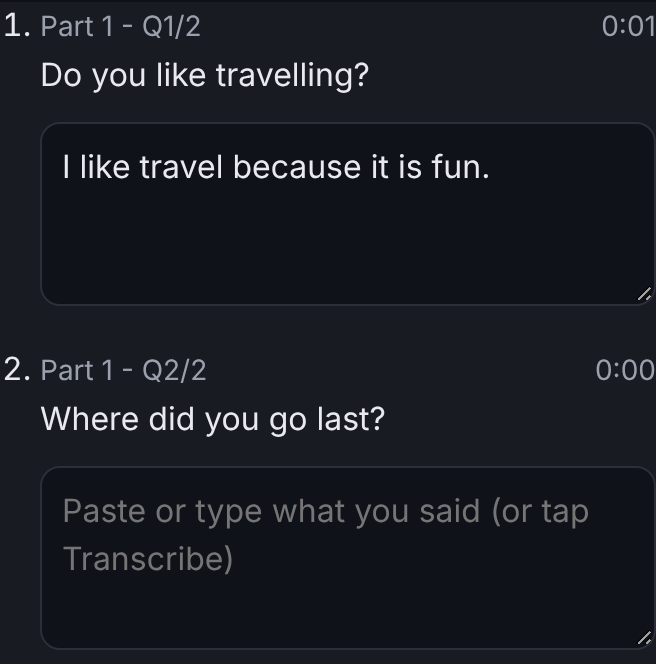 1. Part 1 - Q1/2 0:01
Do you like travelling?
I like travel because it is fun.
2. Part 1 - Q2/2 0:00
Where did you go last?
Paste or type what you said (or tap
Transcribe)